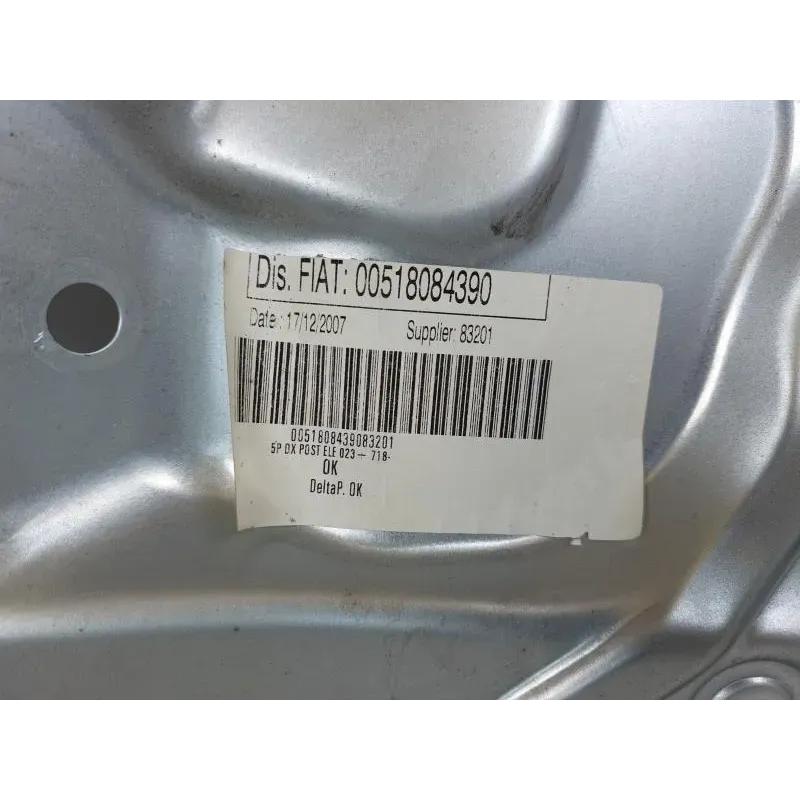 Dis. FIAT: 00518084390
Date : 17/12/2007 Supplier: 83201
0051808439083201
5P DX POST ELE 023- 718-
OK
DeltaP. OK